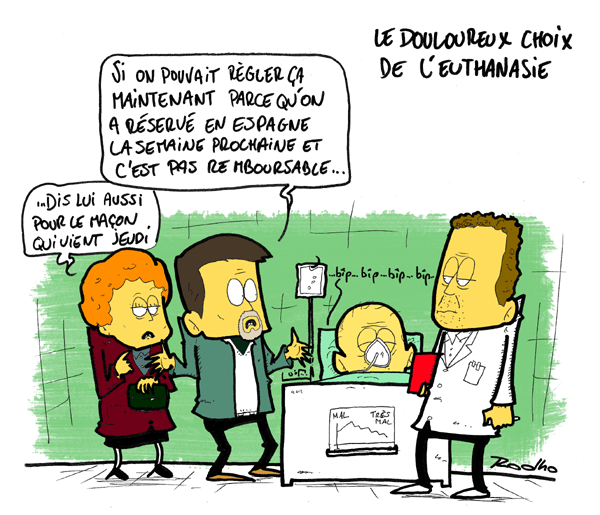 LE DOULOUREUX CHOIX
DE L'EUTHANASIE
SI ON POUVAIT RÈGLER ÇA
MAINTENANT PARCE QU'ON
A RÉSERVÉ EN ESPAGNE
LA SEMAINE PROCHAINE ET
C'EST PAS REMBOURSABLE...
...DIS LUI AUSSI
POUR LE MAÇON
QUI VIENT JEUDI
...bip...bip...bip...bip...
MAL
TRÈS
MAL
Rodho